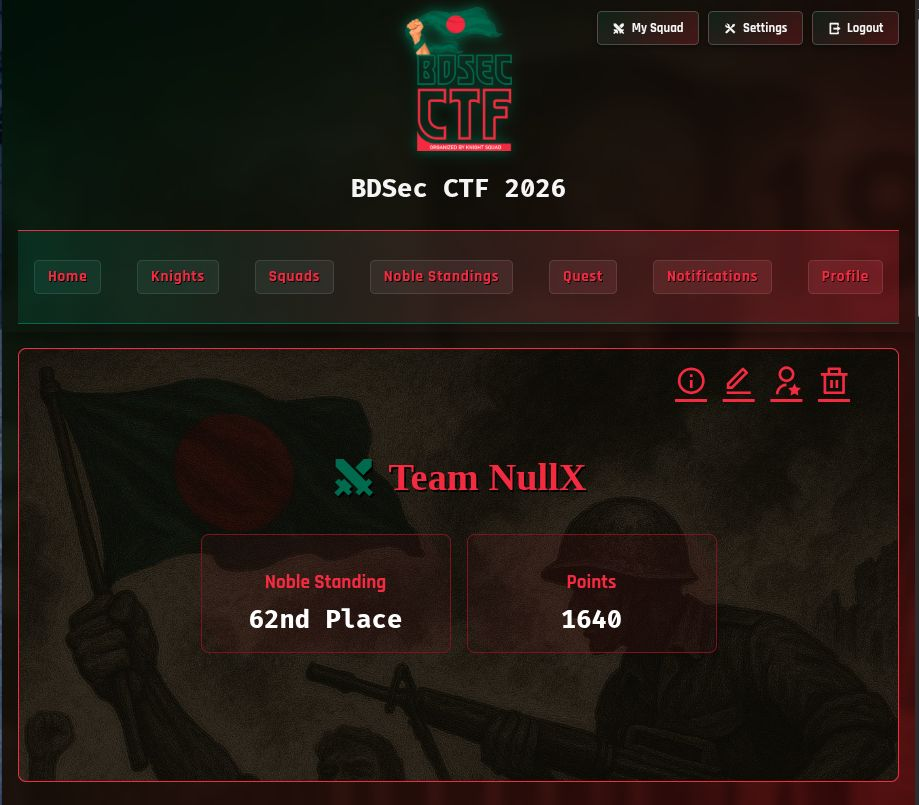 My Squad
Settings
Logout
BDSEC
CTF
ORGANIZED BY KNIGHT SQUAD
BDSec CTF 2026
Home
Knights
Squads
Noble Standings
Quest
Notifications
Profile
Team NullX
Noble Standing
62nd Place
Points
1640